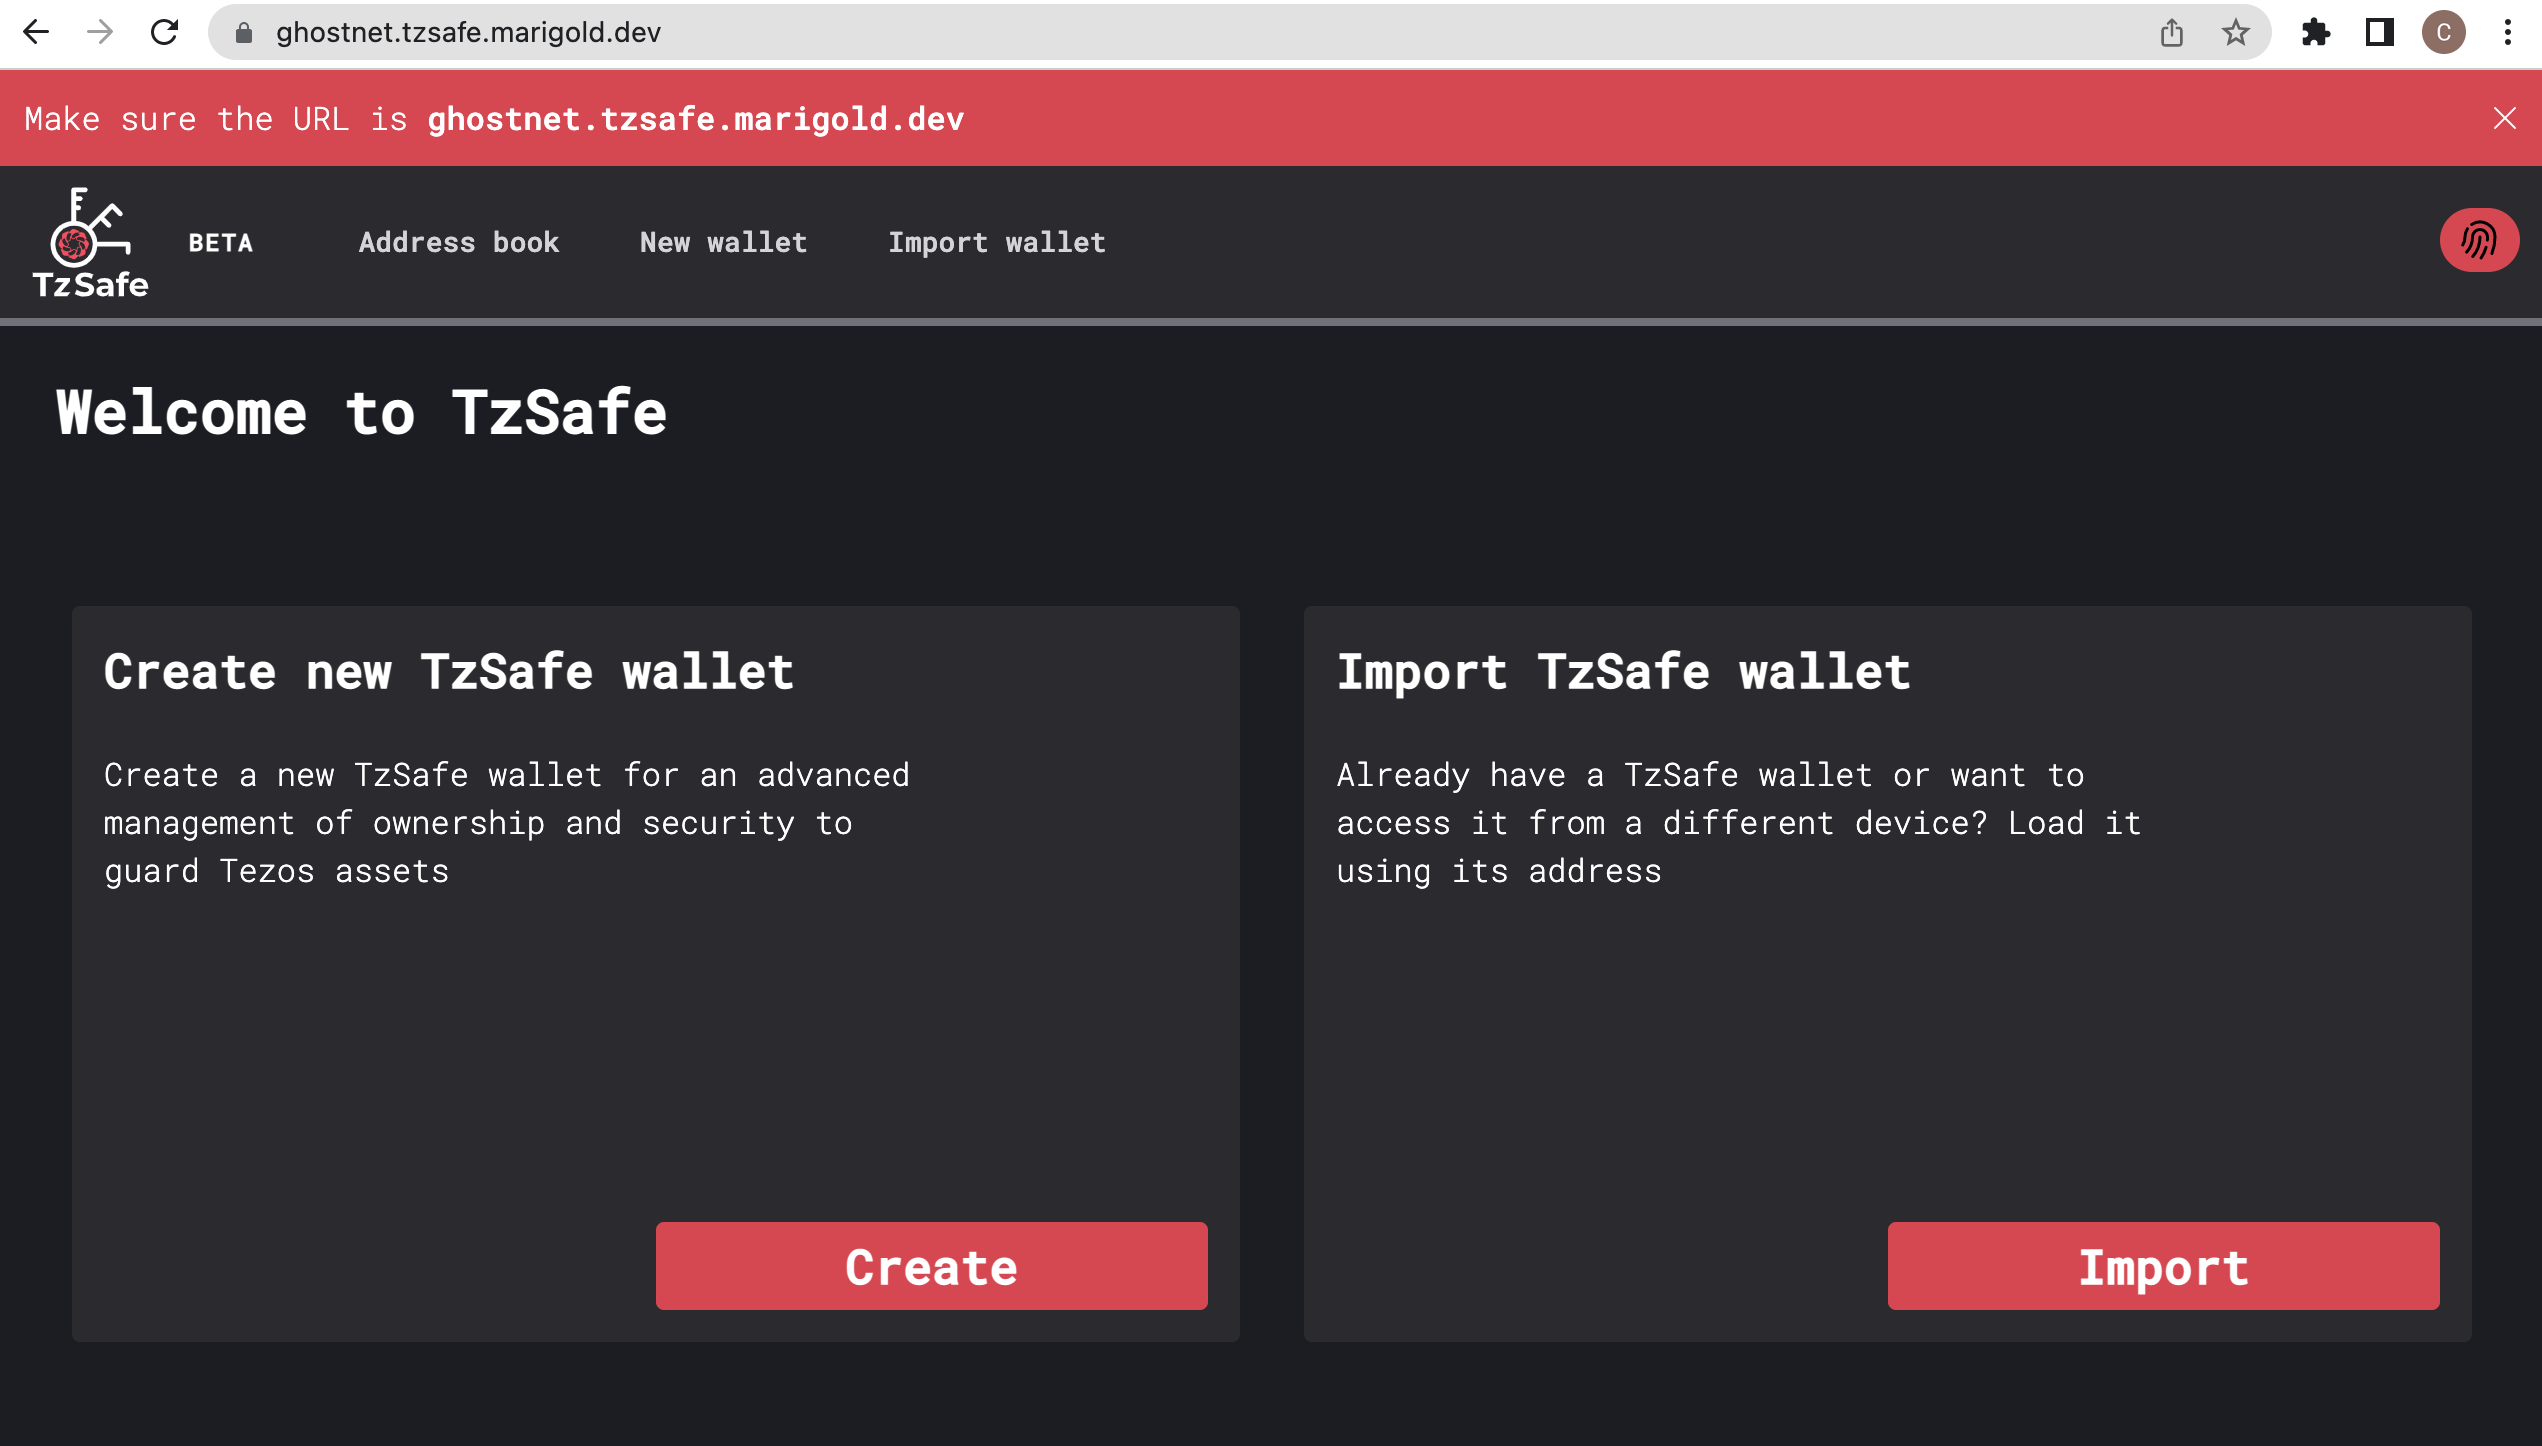 ghostnet.tzsafe.marigold.dev
C
Make sure the URL is ghostnet.tzsafe.marigold.dev
TzSafe
BETA
Address book
New wallet
Import wallet
Welcome to TzSafe
Create new TzSafe wallet
Create a new TzSafe wallet for an advanced
management of ownership and security to
guard Tezos assets
Create
Import TzSafe wallet
Already have a TzSafe wallet or want to
access it from a different device? Load it
using its address
Import